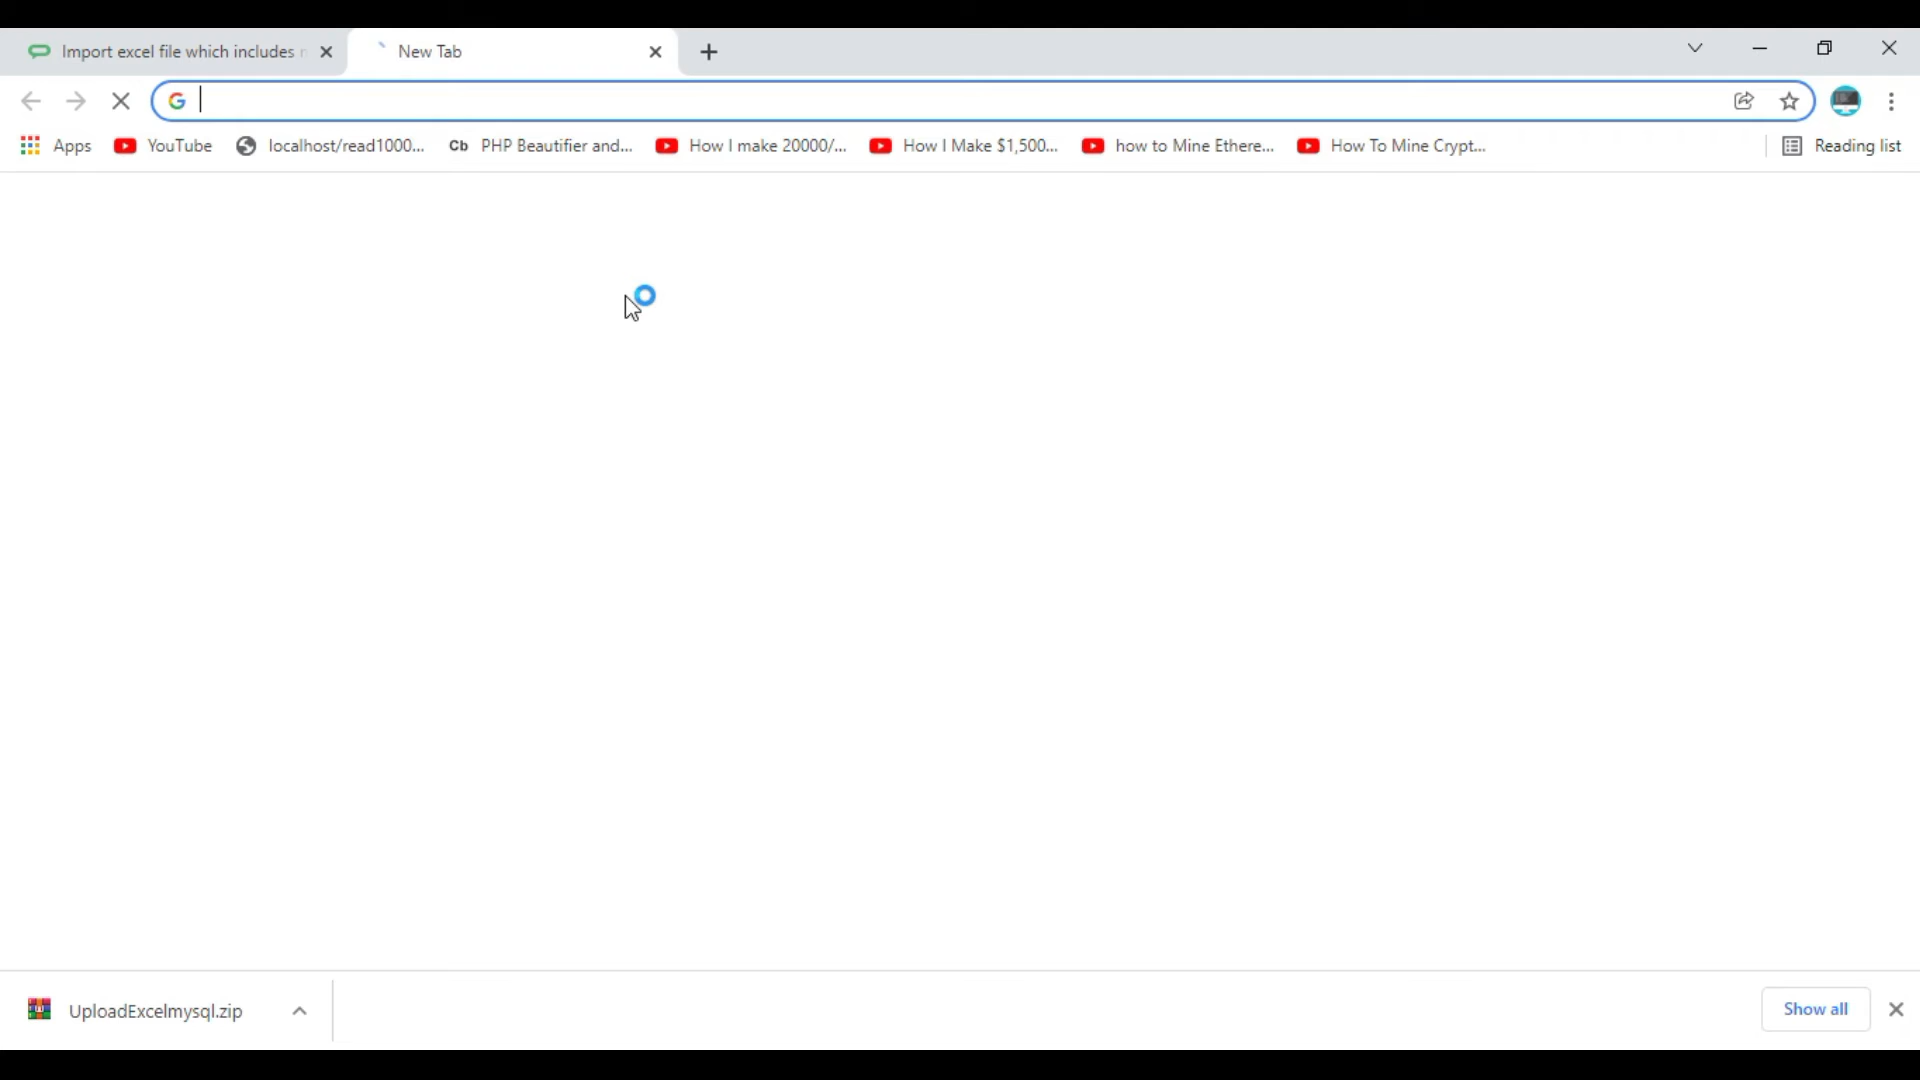 Import excel file which includes
New Tab
Apps
YouTube
localhost/read1000...
Cb PHP Beautifier and...
How I make 20000/...
How I Make $1,500...
how to Mine Ethere...
How To Mine Crypt...
Reading list
UploadExcelmysql.zip
Show all